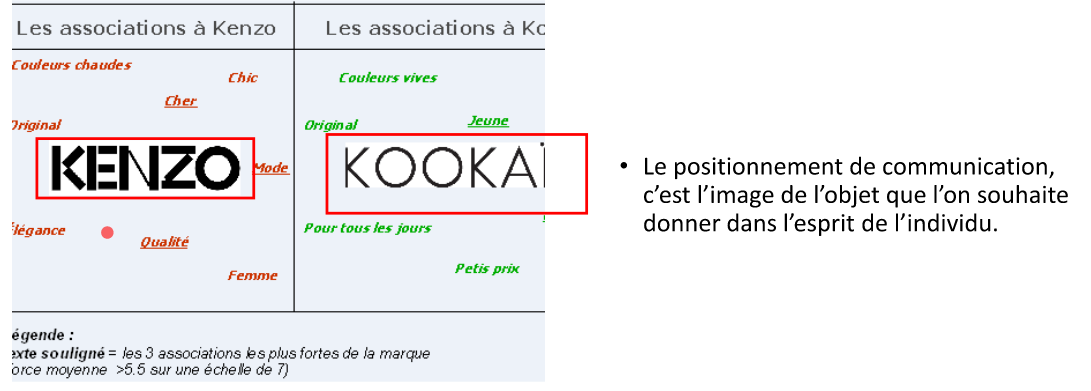 Les associations à Kenzo
Les associations à Ko
Couleurs chaudes
Chic
Cher
Original
KENZO
Mode
élégance
Qualité
Femme
Couleurs vives
Jeune
Original
KOOKAÏ
Pour tous les jours
Petis prix
égende :
exte souligné = les 3 associations les plus fortes de la marque
force moyenne >5.5 sur une échelle de 7)
• Le positionnement de communication,
c’est l’image de l’objet que l’on souhaite
donner dans l’esprit de l’individu.